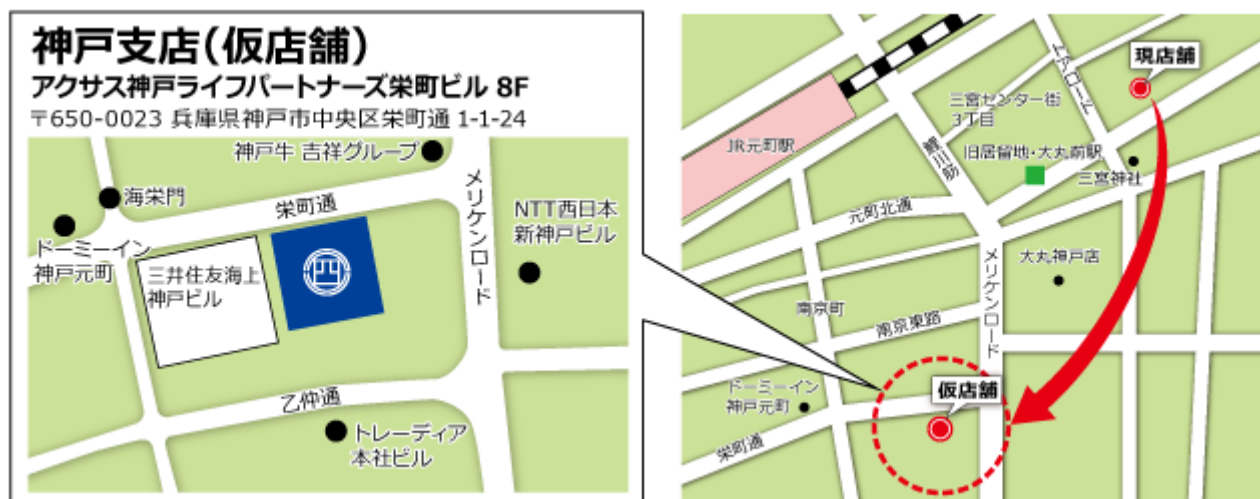 神戸支店(仮店舗)
アクサス神戸ライフパートナーズ栄町ビル 8F
〒650-0023 兵庫県神戸市中央区栄町通 1-1-24
神戸牛 吉祥グループ
海栄門
栄町通
メリケンロード
NTT西日本
新神戸ビル
ドーミーイン
神戸元町
三井住友海上
神戸ビル
四
乙仲通
トレーディア
本社ビル
現店舗
トアロード
三宮センター街
3丁目
JR元町駅
鯉川筋
旧居留地・大丸前駅
三宮神社
元町北通
メリケンロード
大丸神戸店
南京町
南京東路
ドーミーイン
神戸元町
仮店舗
栄町通